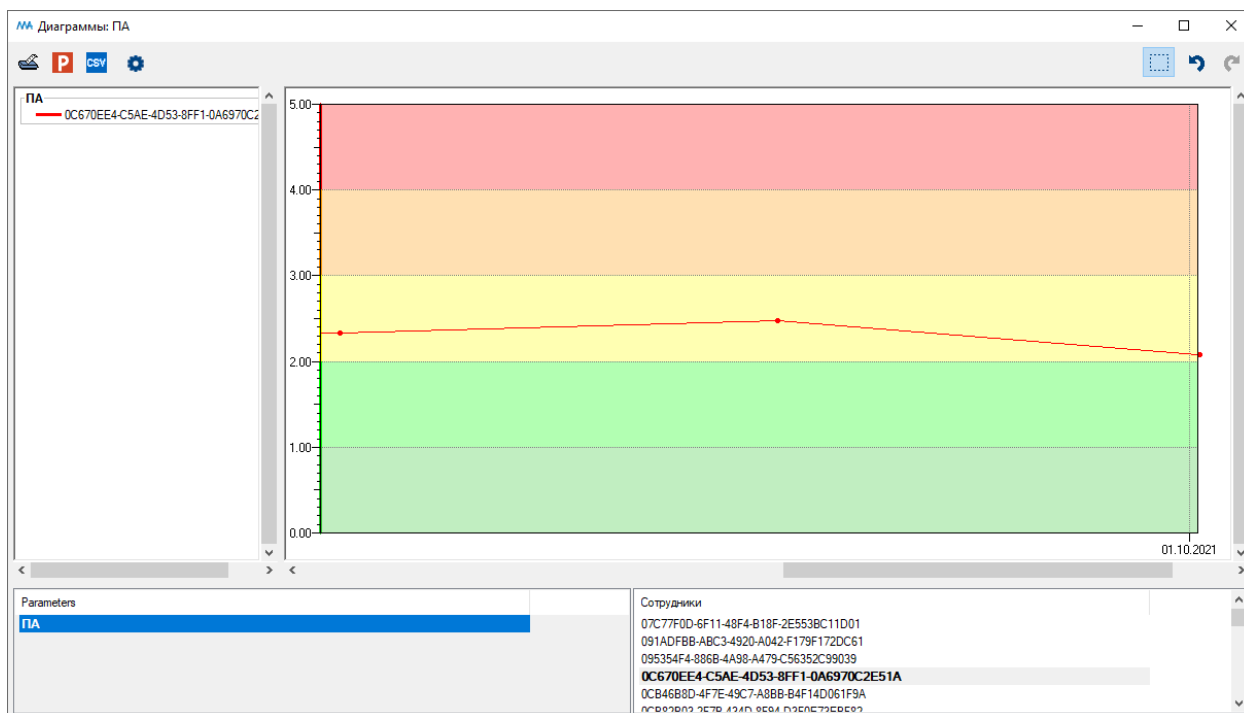 Диаграммы: ПА
P CSV
ПА
0C670EE4-C5AE-4D53-8FF1-0A6970C2
5.00
4.00
3.00
2.00
1.00
0.00
01.10.2021
Parameters
ПА
Сотрудники
07C77F0D-6F11-48F4-B18F-2E553BC11D01
091ADFBB-ABC3-4920-A042-F179F172DC61
095354F4-886B-4A98-A479-C56352C99039
0C670EE4-C5AE-4D53-8FF1-0A6970C2E51A
0CB46B8D-4F7E-49C7-A8BB-B4F14D061F9A